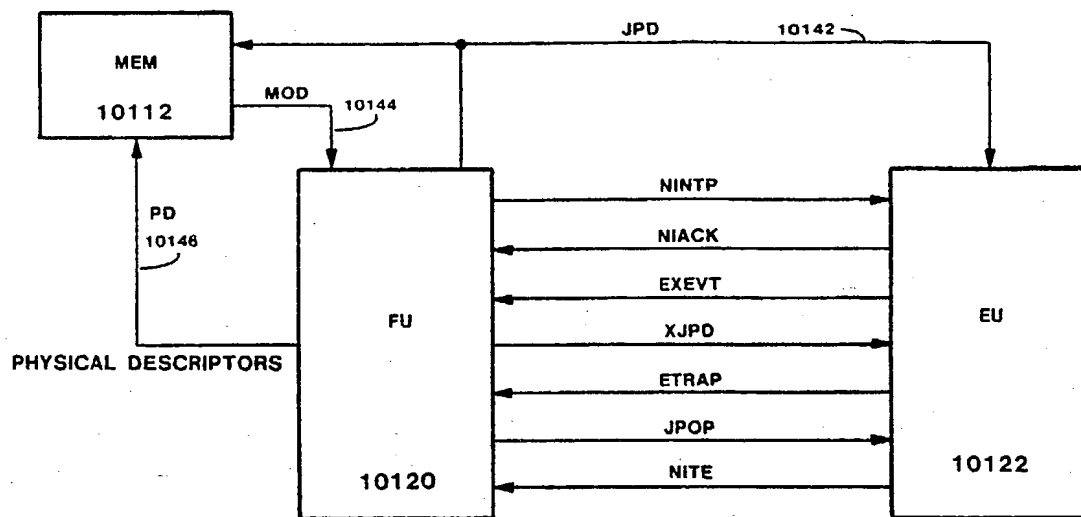 JPD
10142
MEM
10112
MOD
10144
PD
10146
PHYSICAL DESCRIPTORS
FU
10120
NINTP
NIACK
EXEVT
XJPD
ETRAP
JPOP
NITE
EU
10122